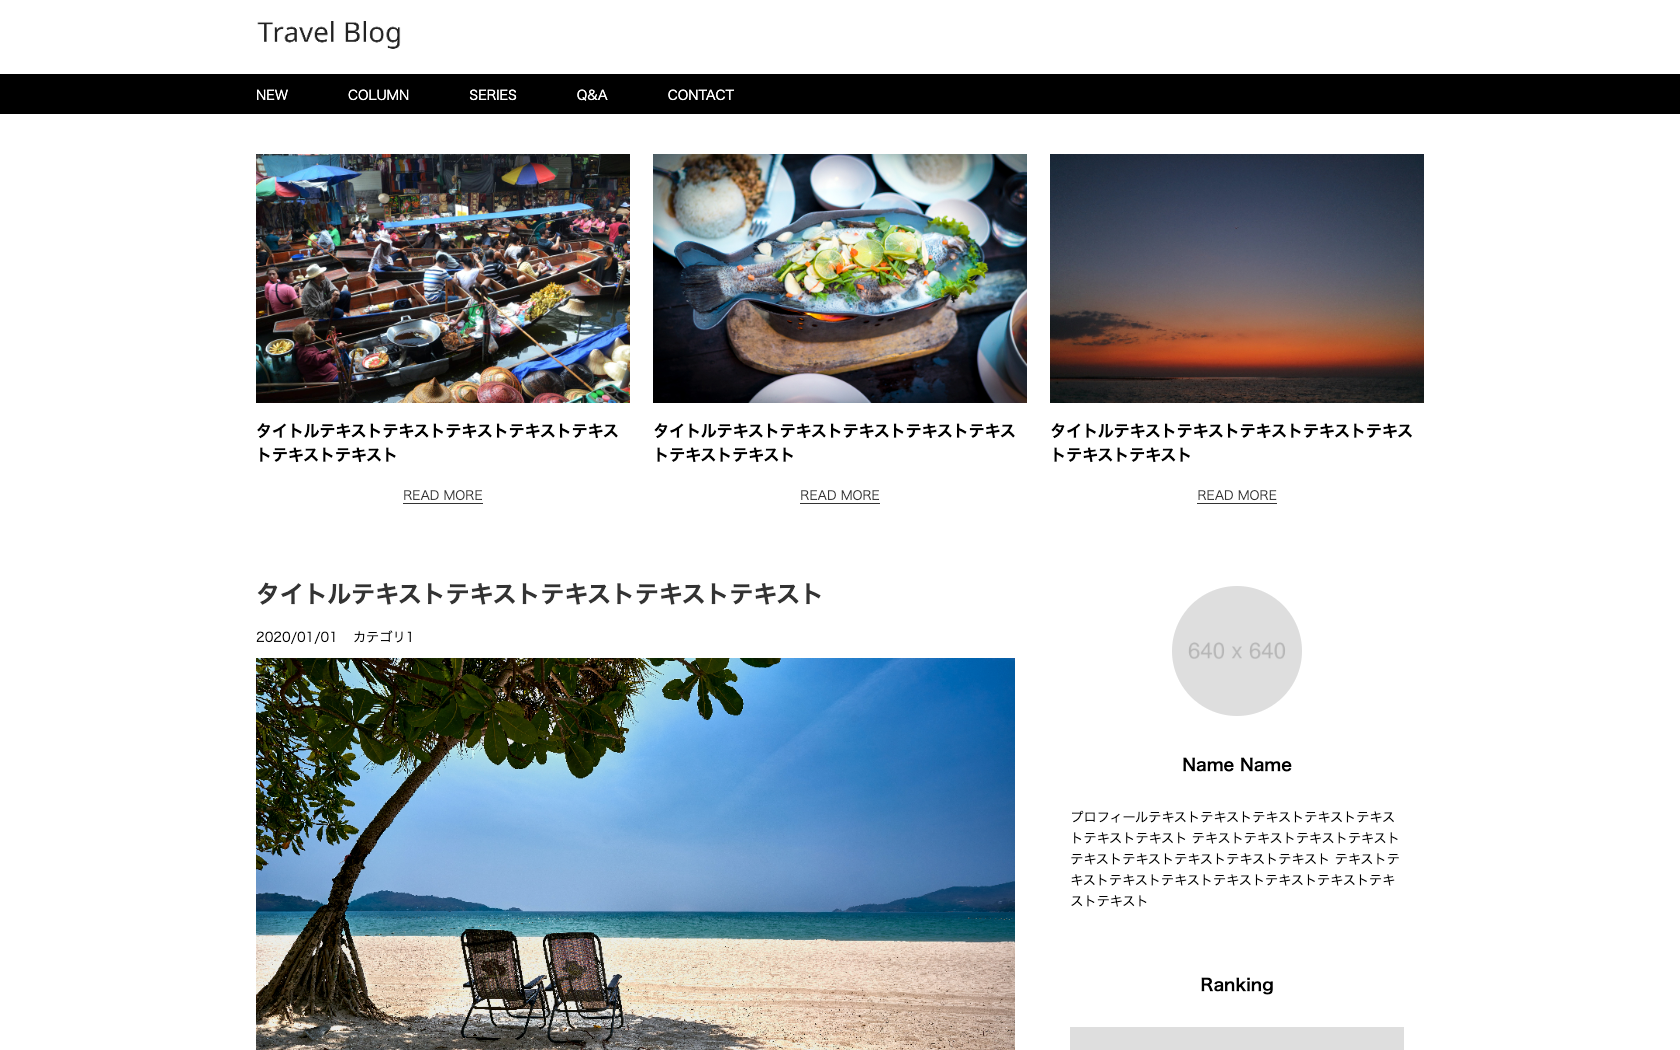 Travel Blog
NEW COLUMN SERIES Q&A CONTACT
タイトルテキストテキストテキストテキストテキス
トテキストテキスト
READ MORE
タイトルテキストテキストテキストテキストテキス
トテキストテキスト
READ MORE
タイトルテキストテキストテキストテキストテキス
トテキストテキスト
READ MORE
タイトルテキストテキストテキストテキストテキスト
2020/01/01 カテゴリ1
640 x 640
Name Name
プロフィールテキストテキストテキストテキストテキス
トテキストテキスト テキストテキストテキストテキスト
テキストテキストテキストテキストテキスト テキストテ
キストテキストテキストテキストテキストテキストテキ
ストテキスト
Ranking